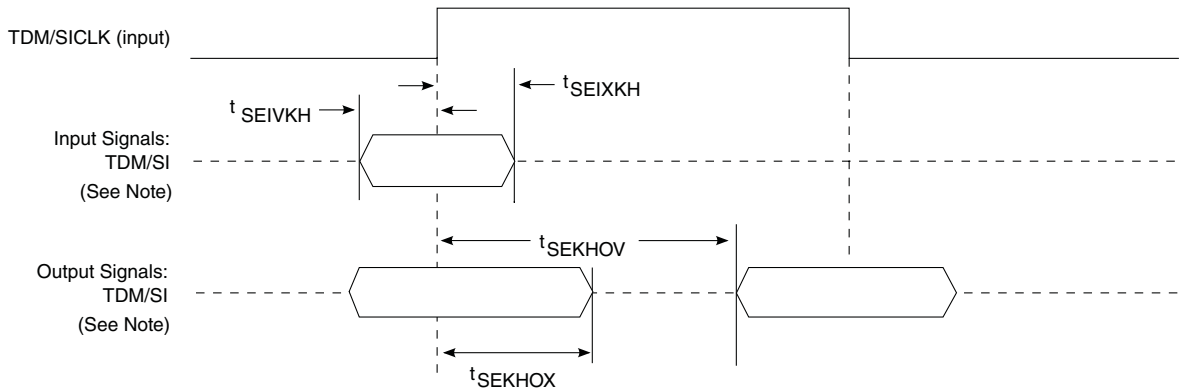 TDM/SICLK (input)
tSEIXKH
tSEIVKH
Input Signals:
TDM/SI
(See Note)
tSEKHOV
Output Signals:
TDM/SI
(See Note)
tSEKHOX